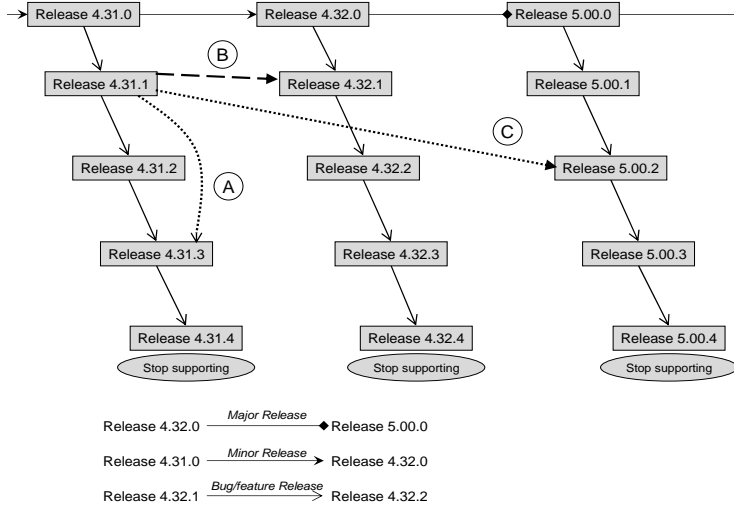 Release 4.31.0 Release 4.32.0 Release 5.00.0
B
Release 4.31.1 Release 4.32.1 Release 5.00.1
C
Release 4.31.2 Release 4.32.2 Release 5.00.2
A
Release 4.31.3 Release 4.32.3 Release 5.00.3
Release 4.31.4 Release 4.32.4 Release 5.00.4
Stop supporting Stop supporting Stop supporting
Release 4.32.0 Major Release Release 5.00.0
Release 4.31.0 Minor Release Release 4.32.0
Release 4.32.1 Bug/feature Release Release 4.32.2